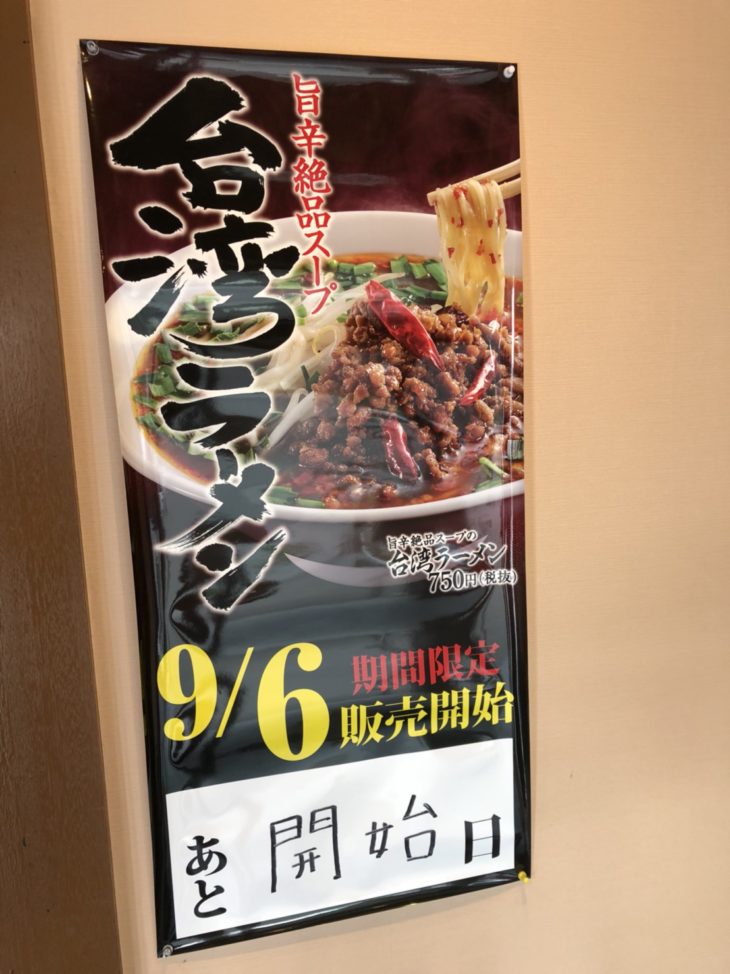 旨辛絶品スープ
台湾ラーメン
旨辛絶品スープの
台湾ラーメン
750円(税抜)
9/6
期間限定
販売開始
あと 開始 日